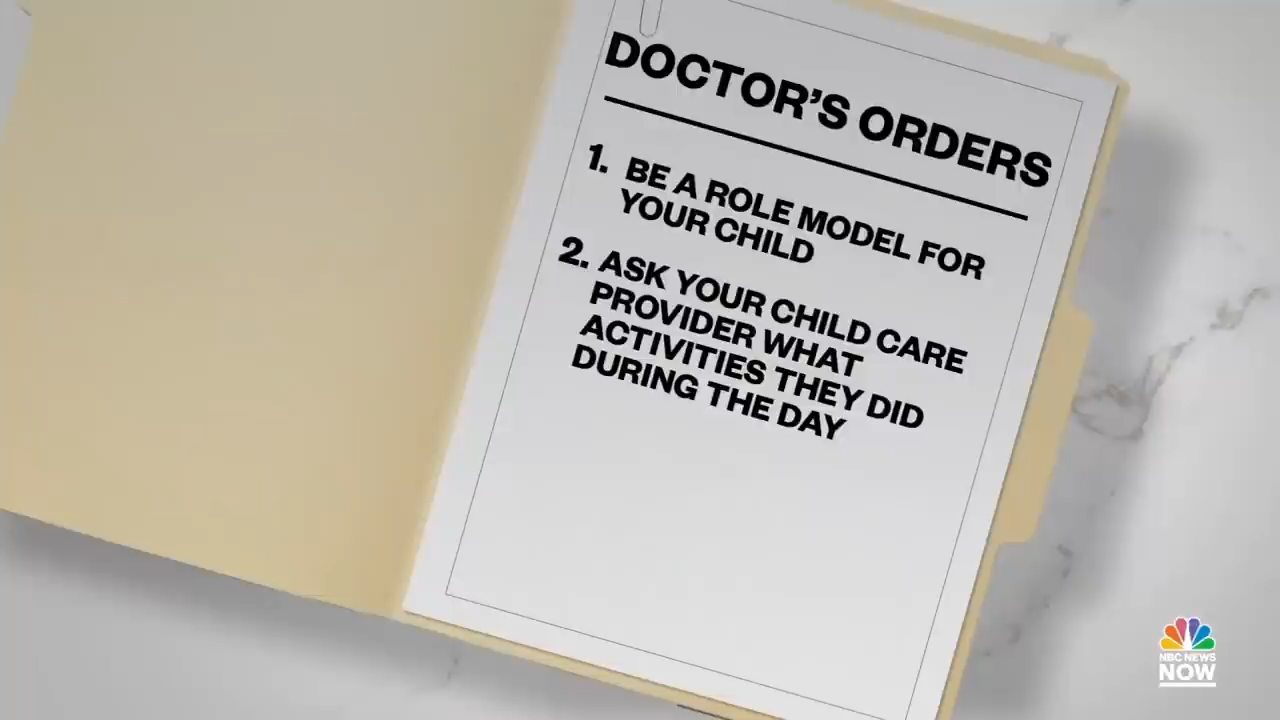 DOCTOR'S ORDERS
1. BE A ROLE MODEL FOR
YOUR CHILD
2. ASK YOUR CHILD CARE
PROVIDER WHAT
ACTIVITIES THEY DID
DURING THE DAY
NBC NEWS
NOW